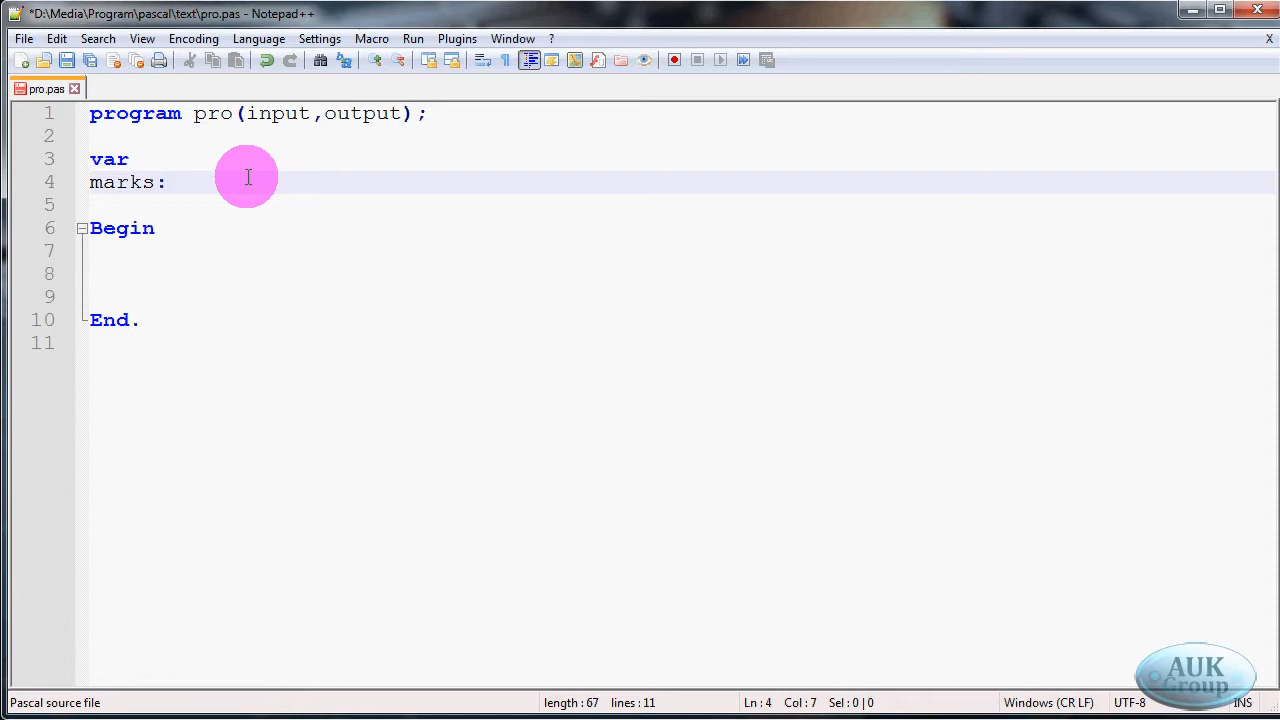 *D:\Media\Program\pascal\text\pro.pas - Notepad++
File Edit Search View Encoding Language Settings Macro Run Plugins Window ? X
pro.pas
1 program pro(input,output);
2
3 var
4 marks:
5
6 Begin
7
8
9
10 End.
11
AUK
Group
Pascal source file length : 67 lines : 11 Ln : 4 Col : 7 Sel : 0 | 0 Windows (CR LF) UTF-8 INS